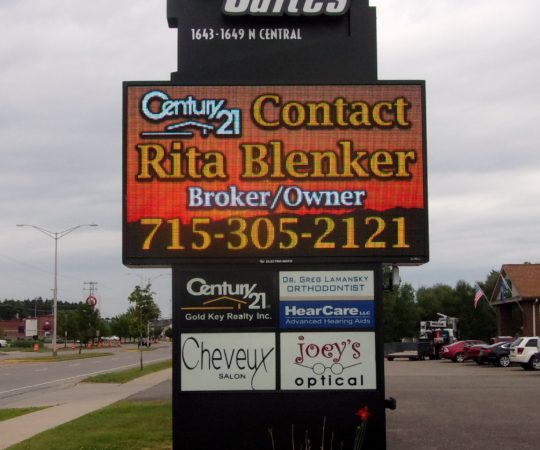 Suites
1643-1649 N CENTRAL
Century 21 Contact
Rita Blenker
Broker/Owner
715-305-2121
Century 21
Gold Key Realty Inc.
Dr. Greg Lamansky
ORTHODONTIST
HearCare LLC
Advanced Hearing Aids
Cheveux
SALON
joey's
optical